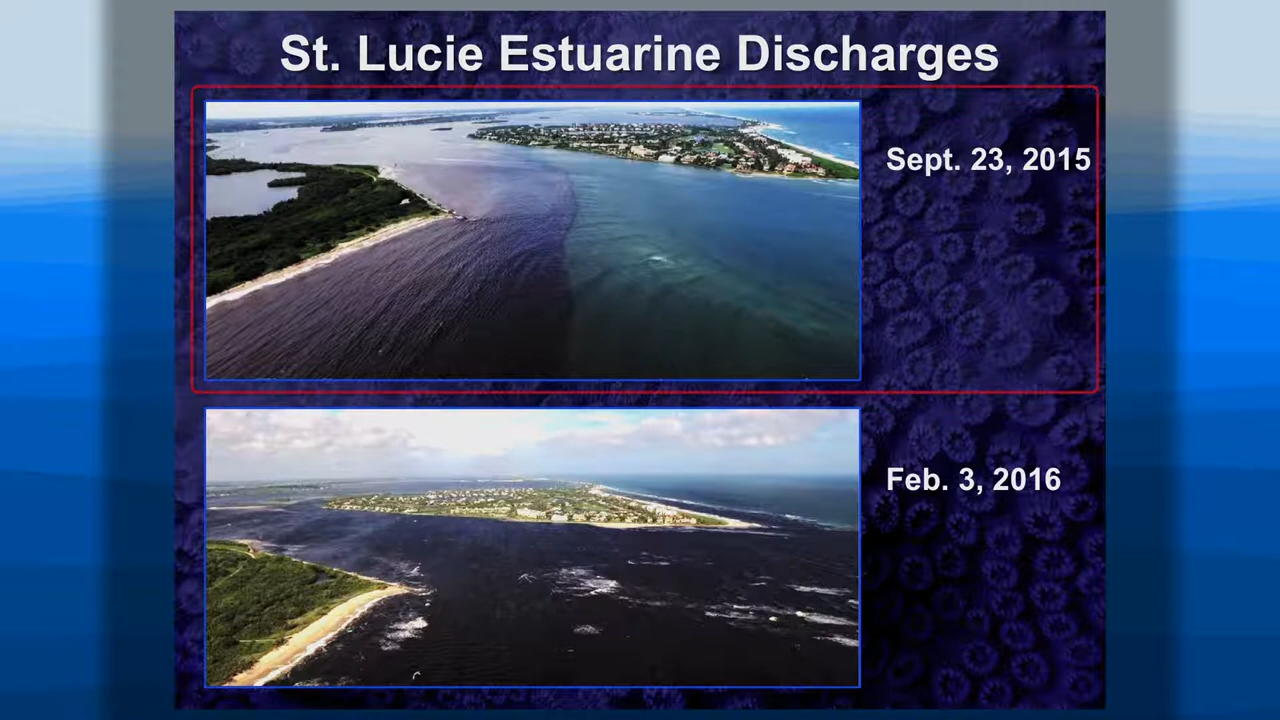 St. Lucie Estuarine Discharges
Sept. 23, 2015
Feb. 3, 2016